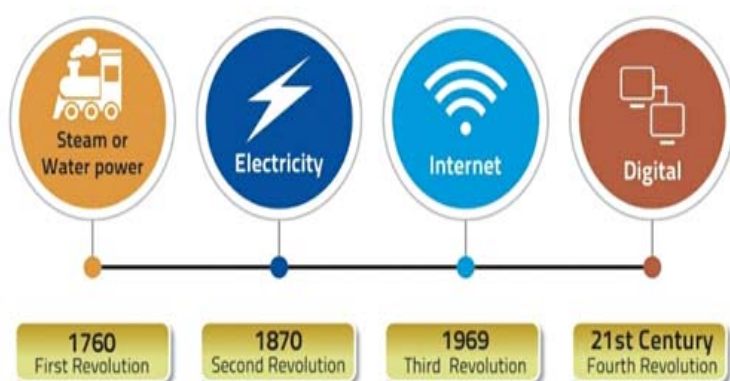 Steam or
Water power
Electricity
Internet
Digital
1760
First Revolution
1870
Second Revolution
1969
Third Revolution
21st Century
Fourth Revolution